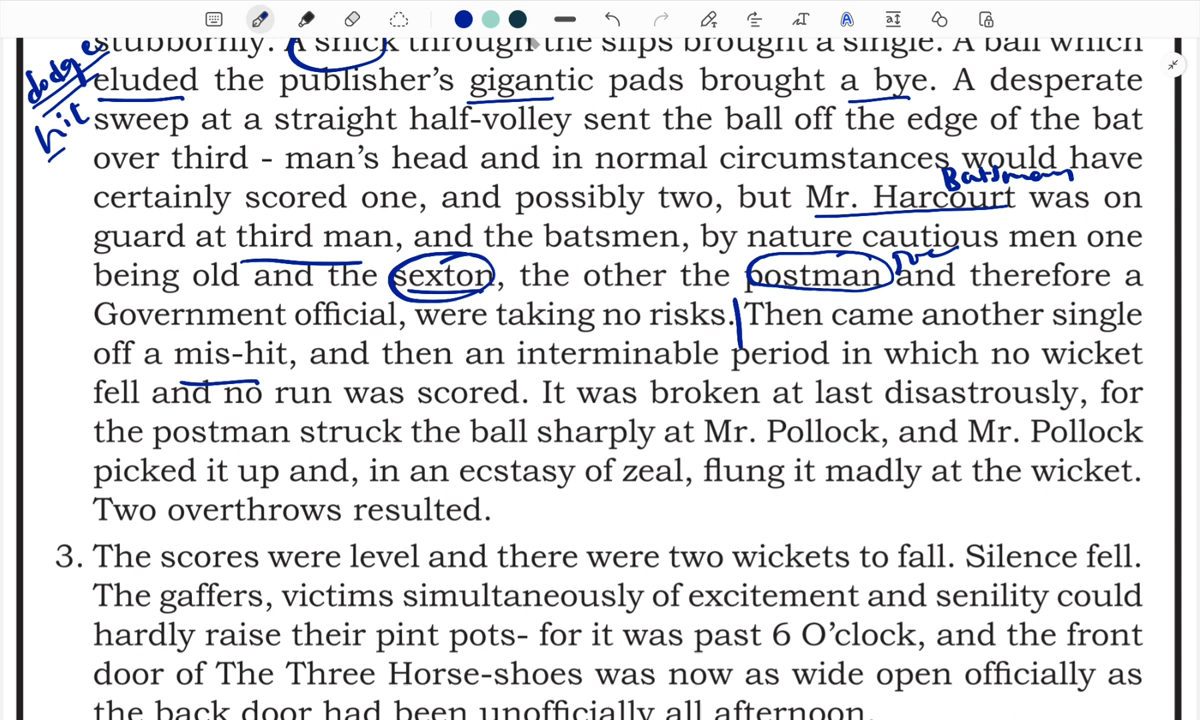 stubbornly. A snick through the slips brought a single. A ball which
dodge
eluded the publisher's gigantic pads brought a bye. A desperate
hit
sweep at a straight half-volley sent the ball off the edge of the bat
over third - man's head and in normal circumstances would have
Batsman
certainly scored one, and possibly two, but Mr. Harcourt was on
guard at third man, and the batsmen, by nature cautious men one
being old and the sexton, the other the postman and therefore a
Government official, were taking no risks. Then came another single
off a mis-hit, and then an interminable period in which no wicket
fell and no run was scored. It was broken at last disastrously, for
the postman struck the ball sharply at Mr. Pollock, and Mr. Pollock
picked it up and, in an ecstasy of zeal, flung it madly at the wicket.
Two overthrows resulted.
3. The scores were level and there were two wickets to fall. Silence fell.
The gaffers, victims simultaneously of excitement and senility could
hardly raise their pint pots- for it was past 6 O'clock, and the front
door of The Three Horse-shoes was now as wide open officially as
the back door had been unofficially all afternoon.